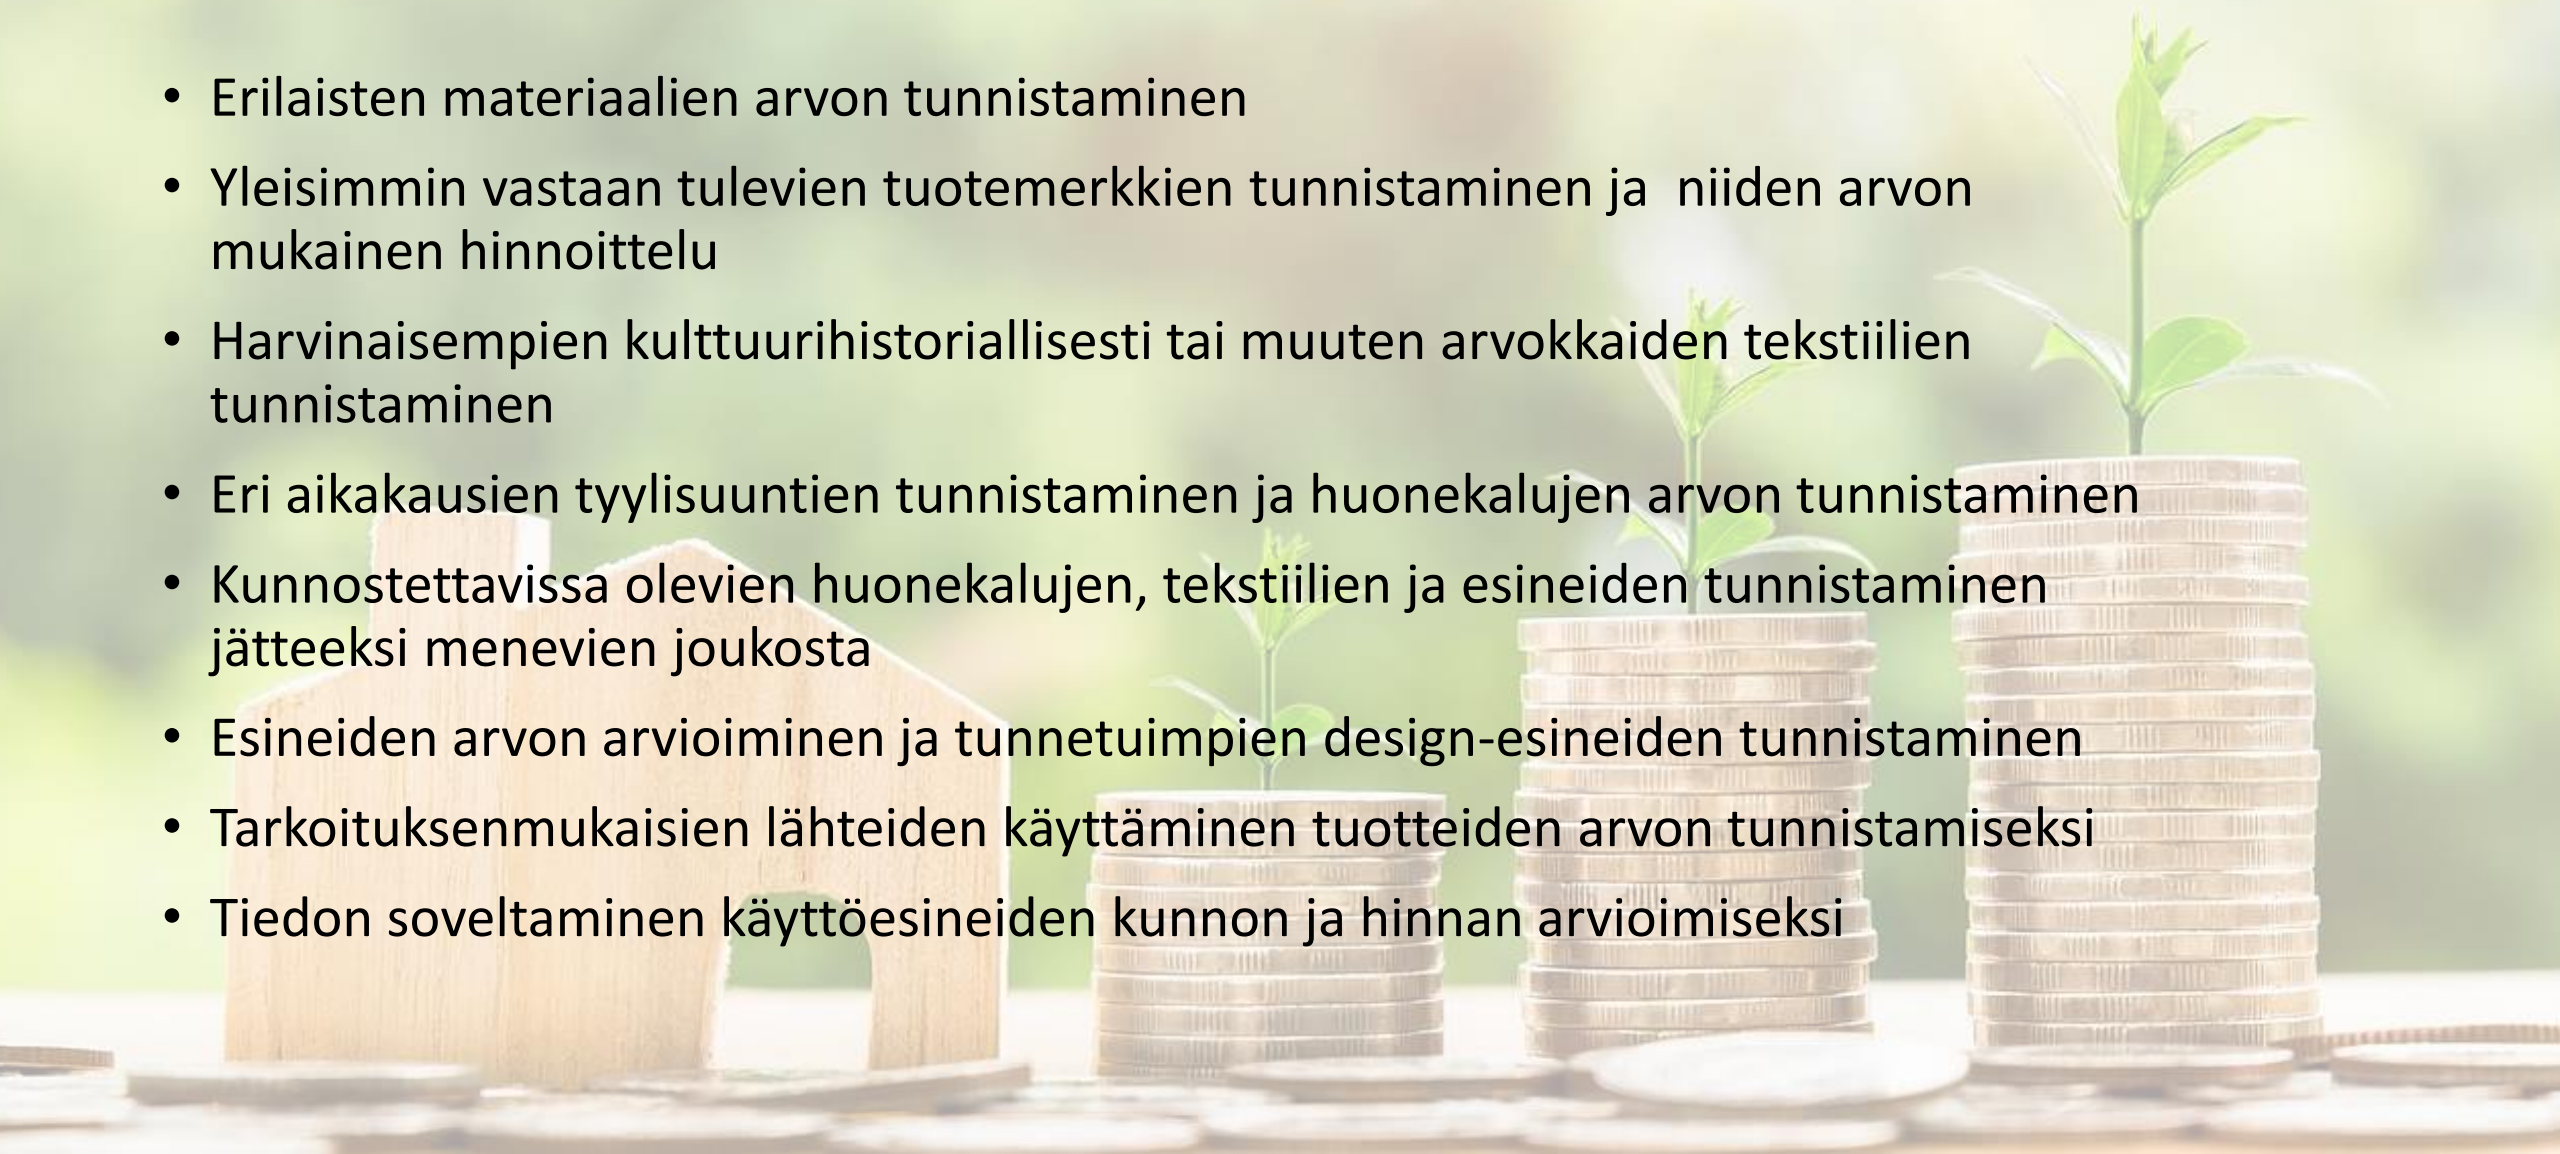 • Erilaisten materiaalien arvon tunnistaminen
• Yleisimmin vastaan tulevien tuotemerkkien tunnistaminen ja  niiden arvon
mukainen hinnoittelu
• Harvinaisempien kulttuurihistoriallisesti tai muuten arvokkaiden tekstiilien
tunnistaminen
• Eri aikakausien tyylisuuntien tunnistaminen ja huonekalujen arvon tunnistaminen
• Kunnostettavissa olevien huonekalujen, tekstiilien ja esineiden tunnistaminen
jätteeksi menevien joukosta
• Esineiden arvon arvioiminen ja tunnetuimpien design-esineiden tunnistaminen
• Tarkoituksenmukaisien lähteiden käyttäminen tuotteiden arvon tunnistamiseksi
• Tiedon soveltaminen käyttöesineiden kunnon ja hinnan arvioimiseksi